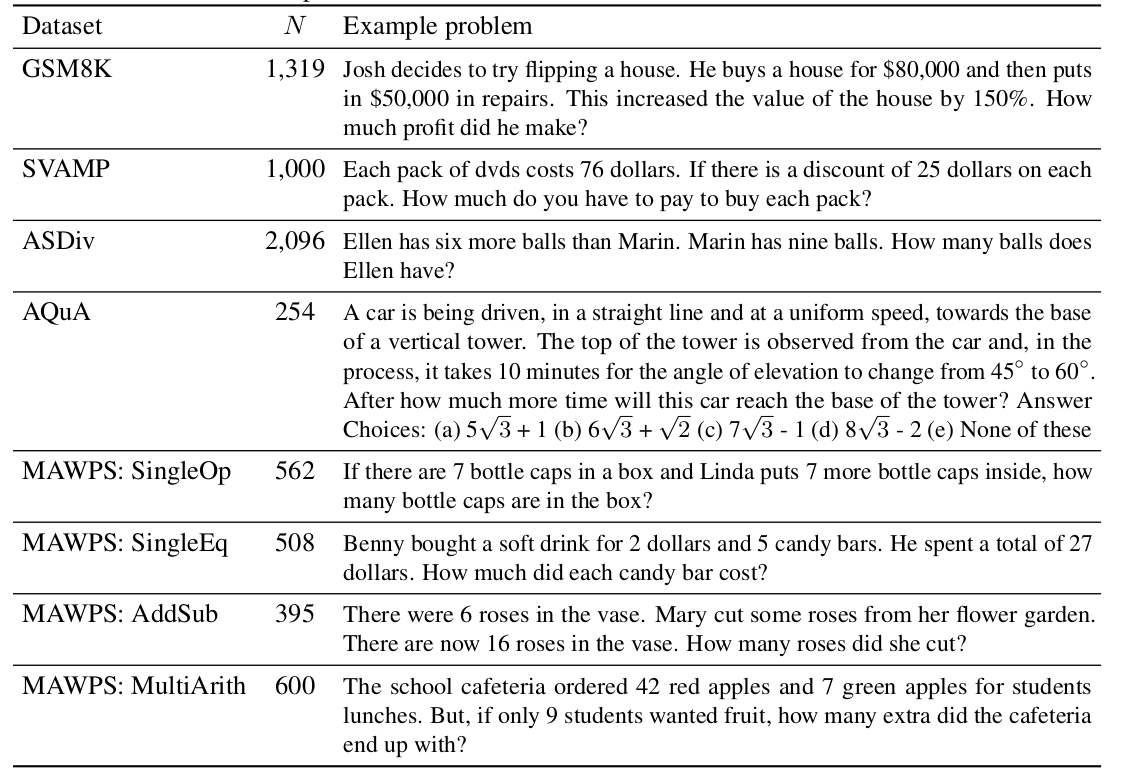 Dataset N Example problem
GSM8K 1,319 Josh decides to try flipping a house. He buys a house for $80,000 and then puts
in $50,000 in repairs. This increased the value of the house by 150%. How
much profit did he make?
SVAMP 1,000 Each pack of dvds costs 76 dollars. If there is a discount of 25 dollars on each
pack. How much do you have to pay to buy each pack?
ASDiv 2,096 Ellen has six more balls than Marin. Marin has nine balls. How many balls does
Ellen have?
AQuA 254 A car is being driven, in a straight line and at a uniform speed, towards the base
of a vertical tower. The top of the tower is observed from the car and, in the
process, it takes 10 minutes for the angle of elevation to change from 45° to 60°.
After how much more time will this car reach the base of the tower? Answer
Choices: (a) 5√3 + 1 (b) 6√3 + √2 (c) 7√3 - 1 (d) 8√3 - 2 (e) None of these
MAWPS: SingleOp 562 If there are 7 bottle caps in a box and Linda puts 7 more bottle caps inside, how
many bottle caps are in the box?
MAWPS: SingleEq 508 Benny bought a soft drink for 2 dollars and 5 candy bars. He spent a total of 27
dollars. How much did each candy bar cost?
MAWPS: AddSub 395 There were 6 roses in the vase. Mary cut some roses from her flower garden.
There are now 16 roses in the vase. How many roses did she cut?
MAWPS: MultiArith 600 The school cafeteria ordered 42 red apples and 7 green apples for students
lunches. But, if only 9 students wanted fruit, how many extra did the cafeteria
end up with?